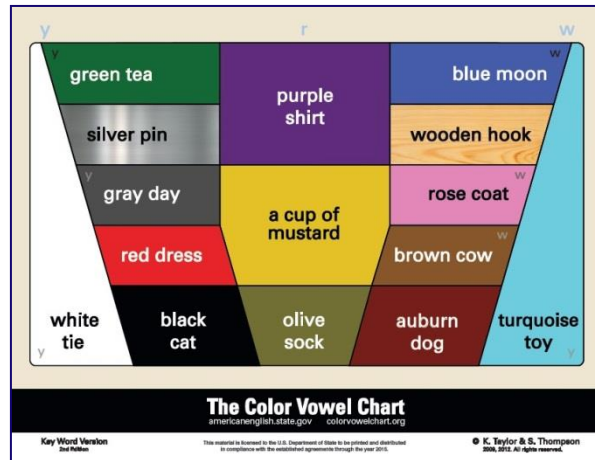 y r w
y w
green tea
blue moon
purple
shirt
silver pin
wooden hook
y w
gray day
rose coat
a cup of
mustard
w
red dress
brown cow
white
tie
black
cat
olive
sock
auburn
dog
turquoise
toy
y y
The Color Vowel Chart
americanenglish.state.gov colorvowelchart.org
Key Word Version
2nd Edition
This material is licensed to the U.S. Department of State to be printed and distributed
in compliance with the established agreements through the year 2015.
© K. Taylor & S. Thompson
2009, 2012. All rights reserved.